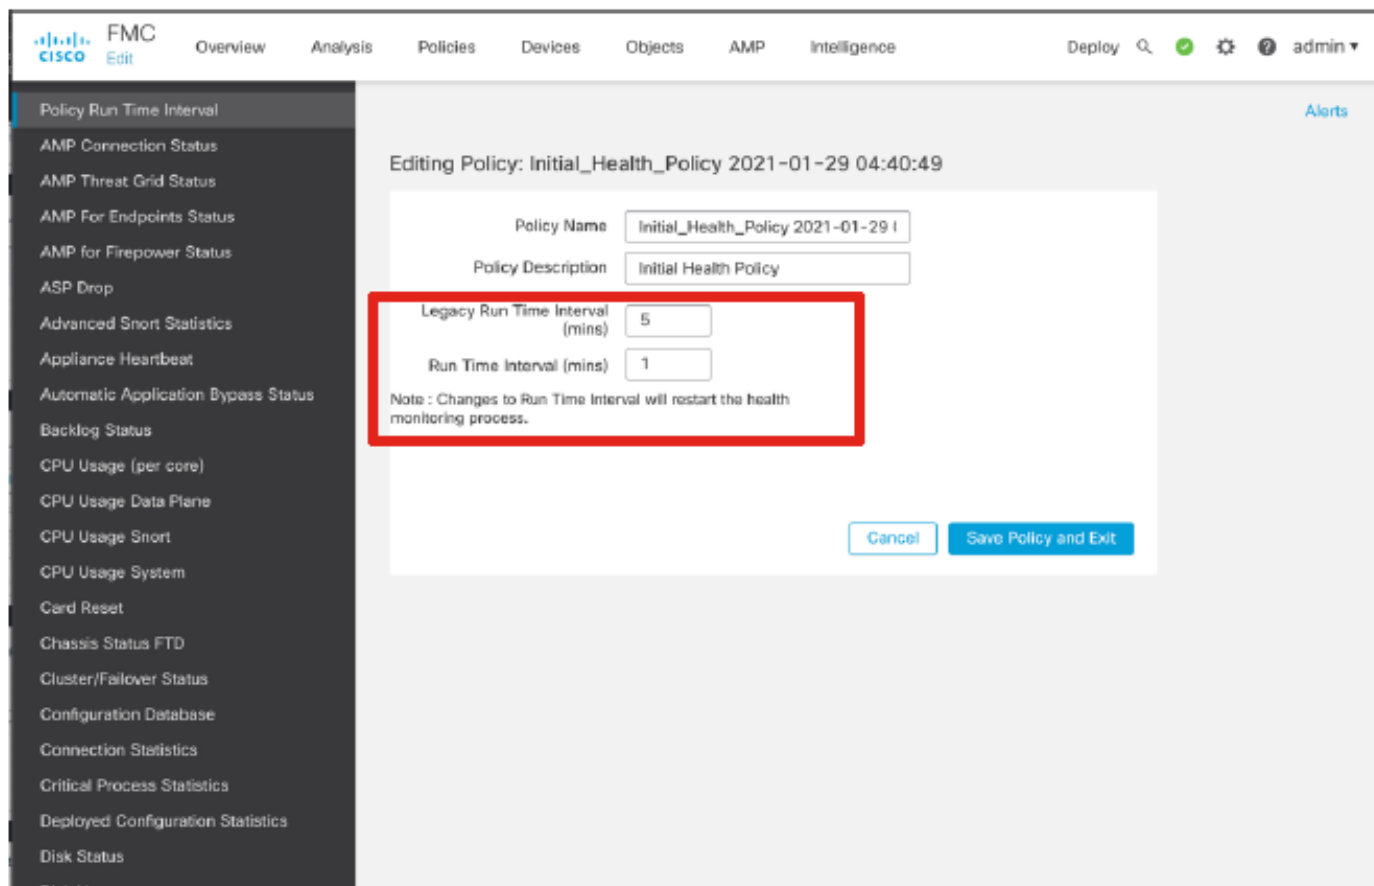 FMC
CISCO
Edit
Overview
Analysis
Policies
Devices
Objects
AMP
Intelligence
Deploy
admin
Policy Run Time Interval
AMP Connection Status
AMP Threat Grid Status
AMP For Endpoints Status
AMP for Firepower Status
ASP Drop
Advanced Snort Statistics
Appliance Heartbeat
Automatic Application Bypass Status
Backlog Status
CPU Usage (per core)
CPU Usage Data Plane
CPU Usage Snort
CPU Usage System
Card Reset
Chassis Status FTD
Cluster/Failover Status
Configuration Database
Connection Statistics
Critical Process Statistics
Deployed Configuration Statistics
Disk Status
Alerts
Editing Policy: Initial_Health_Policy 2021-01-29 04:40:49
Policy Name
Initial_Health_Policy 2021-01-29
Policy Description
Initial Health Policy
Legacy Run Time Interval
(mins)
5
Run Time Interval (mins)
1
Note : Changes to Run Time Interval will restart the health
monitoring process.
Cancel
Save Policy and Exit